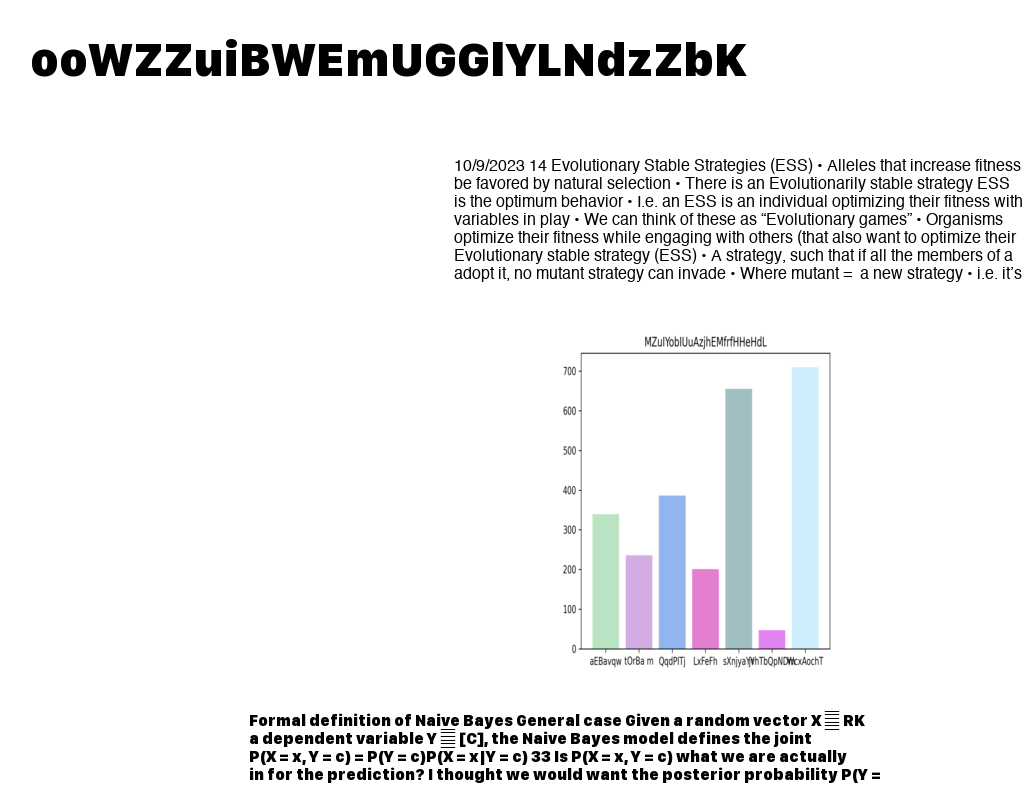 ooWZZuiBWEmUGGlYLNdzZbK
10/9/2023 14 Evolutionary Stable Strategies (ESS) • Alleles that increase fitness
be favored by natural selection • There is an Evolutionarily stable strategy ESS
is the optimum behavior • I.e. an ESS is an individual optimizing their fitness with
variables in play • We can think of these as “Evolutionary games” • Organisms
optimize their fitness while engaging with others (that also want to optimize their
Evolutionary stable strategy (ESS) • A strategy, such that if all the members of a
adopt it, no mutant strategy can invade • Where mutant = a new strategy • i.e. it’s
700
600
500
400
300
200
100
0
aEBavqw tOrBa m QqdPlTj LxFeFh
Formal definition of Naive Bayes General case Given a random vector X RK
a dependent variable Y [C], the Naive Bayes model defines the joint
P(X = x, Y = c) = P(Y = c)P(X = x|Y = c) 33 Is P(X = x, Y = c) what we are actually
in for the prediction? I thought we would want the posterior probability P(Y =